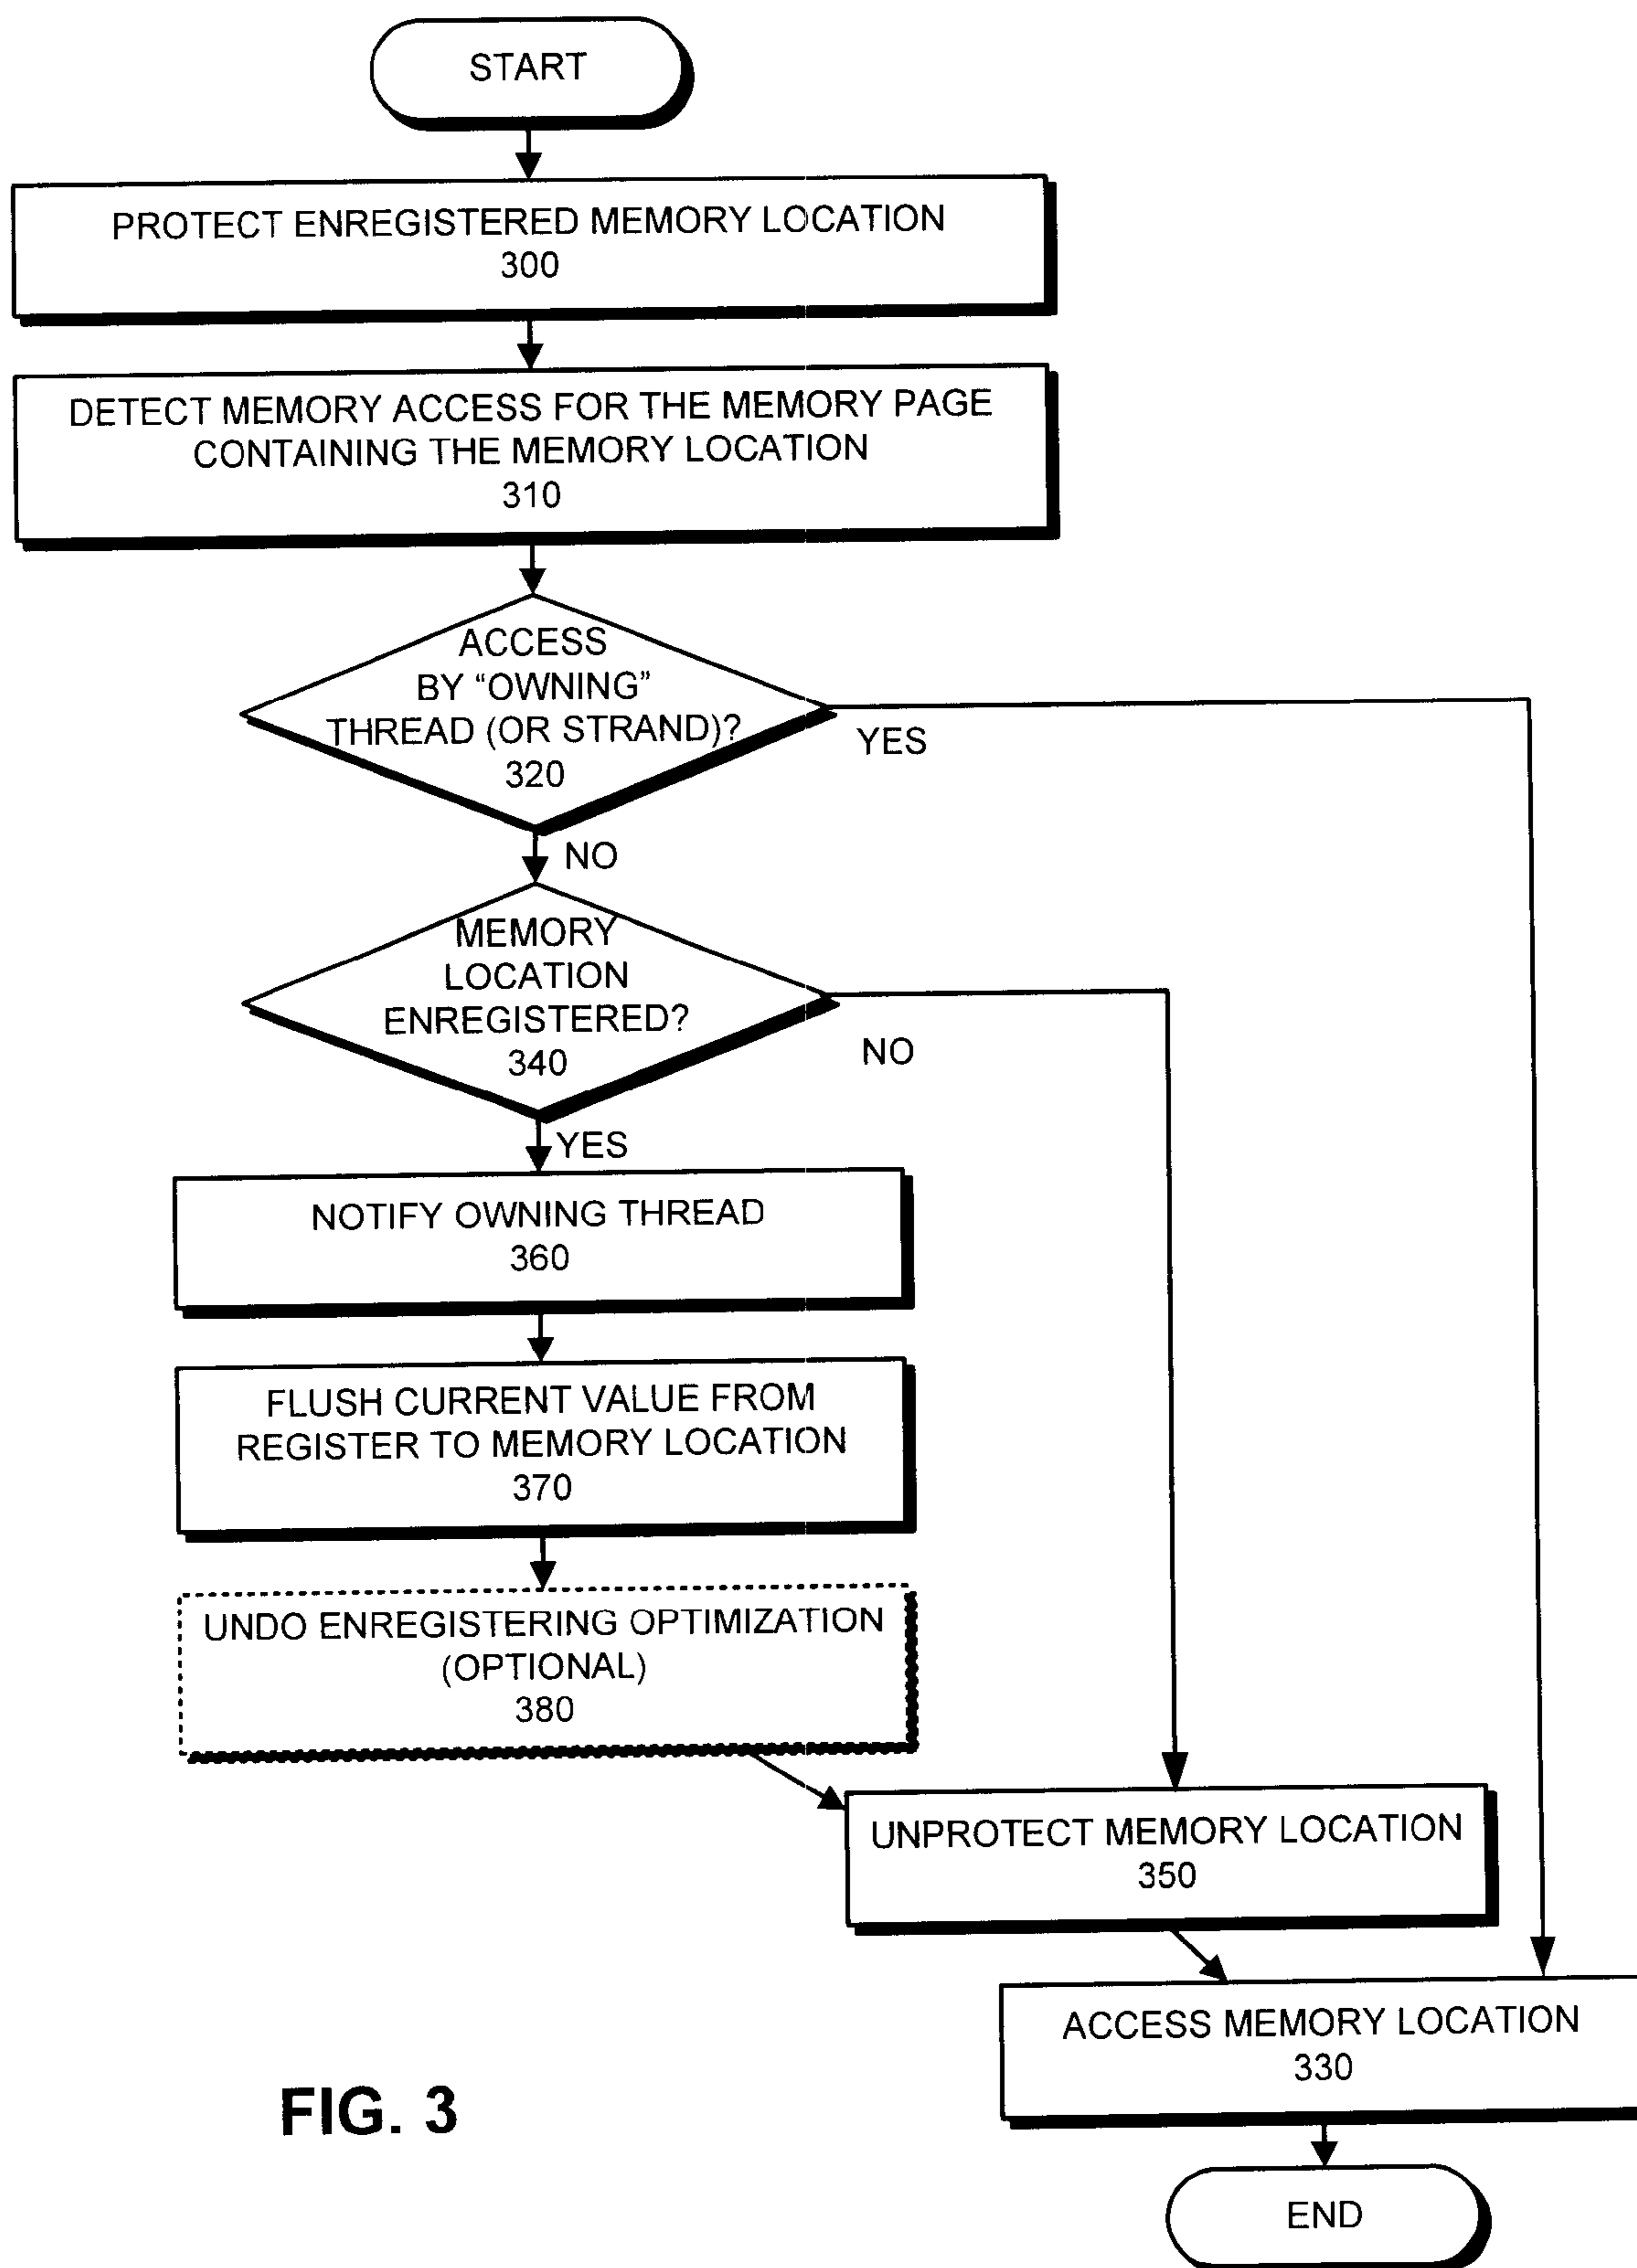 START
PROTECT ENREGISTERED MEMORY LOCATION
300
DETECT MEMORY ACCESS FOR THE MEMORY PAGE
CONTAINING THE MEMORY LOCATION
310
ACCESS
BY “OWNING”
THREAD (OR STRAND)?
320
YES
NO
MEMORY
LOCATION
ENREGISTERED?
340
NO
YES
NOTIFY OWNING THREAD
360
FLUSH CURRENT VALUE FROM
REGISTER TO MEMORY LOCATION
370
UNDO ENREGISTERING OPTIMIZATION
(OPTIONAL)
380
UNPROTECT MEMORY LOCATION
350
ACCESS MEMORY LOCATION
330
FIG. 3
END